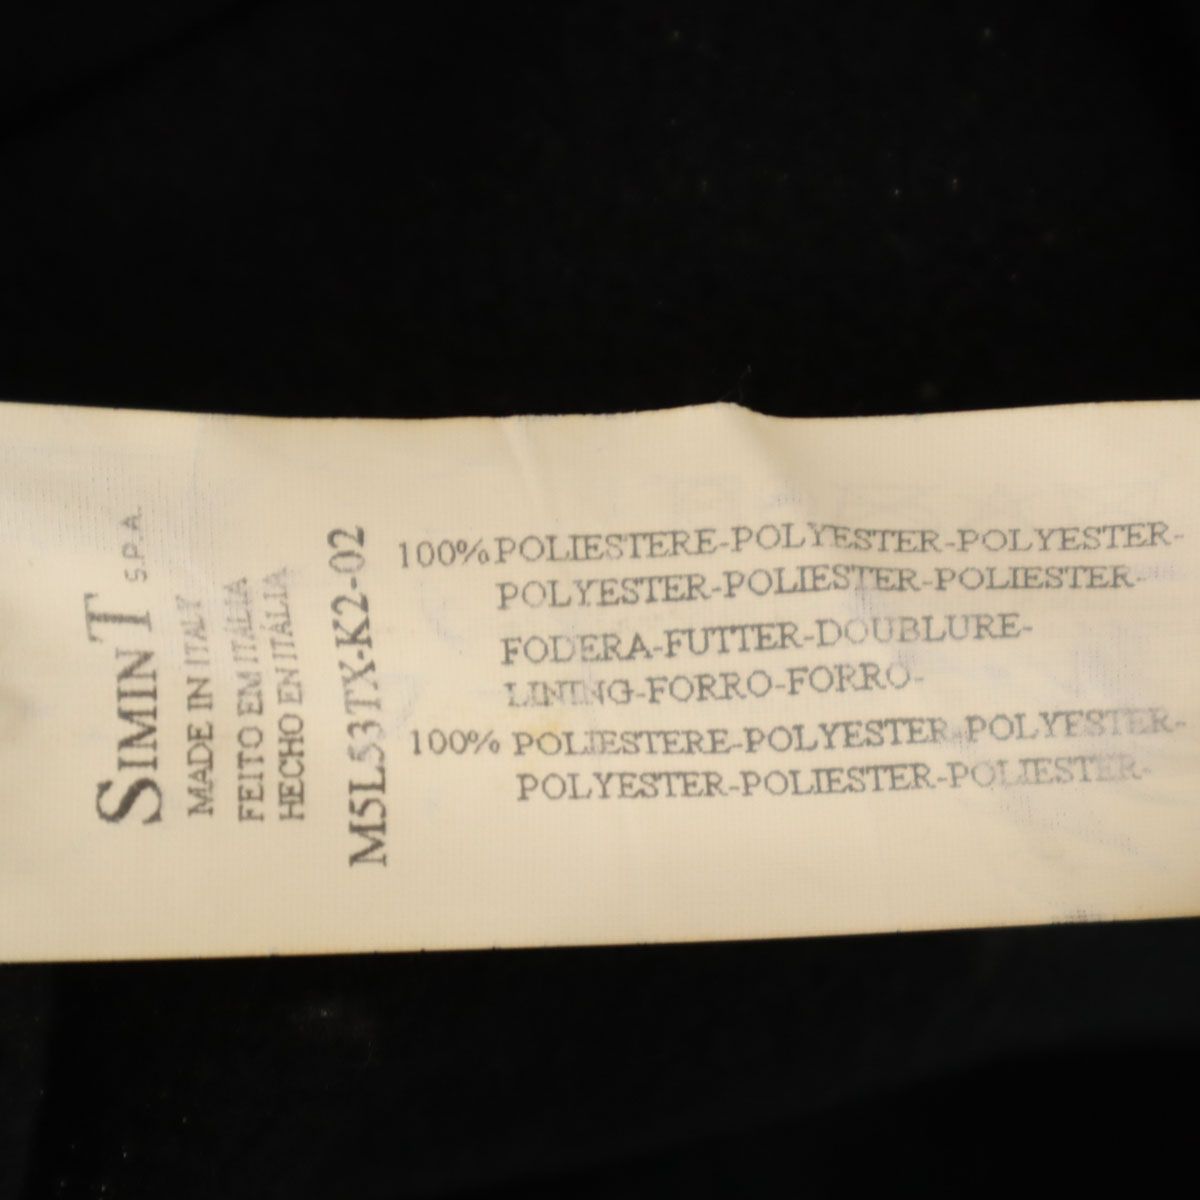 SIMINT S.P.A.
MADE IN ITALY
FEITO EM ITÁLIA
HECHO EN ITÁLIA
M5L53TX-K2-02
100% POLIESTERE-POLYESTER-POLYESTER-
POLYESTER-POLIESTER-POLIESTER-
FODERA-FUTTER-DOUBLURE-
LINING-FORRO-FORRO-
100% POLIESTERE-POLYESTER-POLYESTER-
POLYESTER-POLIESTER-POLIESTER-